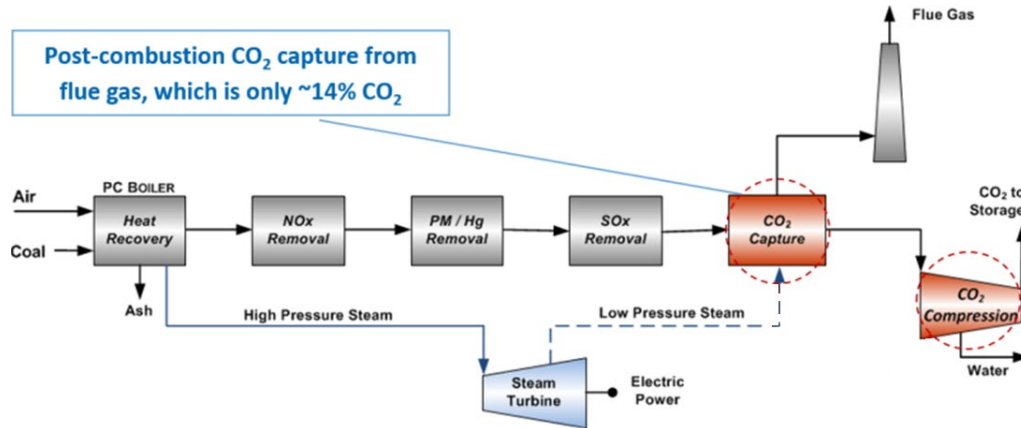 Flue Gas
Post-combustion CO₂ capture from
flue gas, which is only ~14% CO₂
PC BOILER
Air
Coal
Heat
Recovery
NOx
Removal
PM / Hg
Removal
SOx
Removal
CO₂
Capture
CO₂ to
Storage
Ash
High Pressure Steam
Low Pressure Steam
CO₂
Compression
Water
Steam
Turbine
Electric
Power